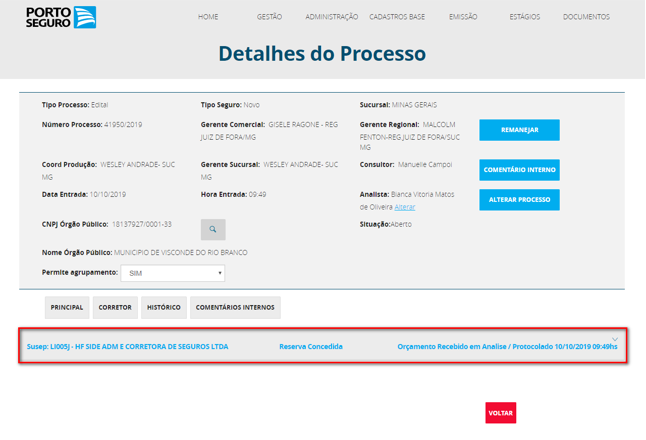 PORTO
SEGURO
HOME GESTÃO ADMINISTRAÇÃO CADASTROS BASE EMISSÃO ESTÁGIOS DOCUMENTOS
Detalhes do Processo
Tipo Processo: Edital Tipo Seguro: Novo Sucursal: MINAS GERAIS
Número Processo: 41950/2019 Gerente Comercial: GISELE RAGONE - REG Gerente Regional: MALCOLM
JUIZ DE FORA/MG FENTON-REG.JUIZ DE FORA/SUC
MG
REMANEJAR
Coord Produção: WESLEY ANDRADE- SUC Gerente Sucursal: WESLEY ANDRADE- SUC Consultor: Manuelle Campoi
MG MG
COMENTÁRIO INTERNO
Data Entrada: 10/10/2019 Hora Entrada: 09:49 Analista: Bianca Vitoria Matos
de Oliveira Alterar
ALTERAR PROCESSO
CNPJ Órgão Público: 18137927/0001-33 Situação:Aberto
Nome Órgão Público: MUNICIPIO DE VISCONDE DO RIO BRANCO
Permite agrupamento: SIM
PRINCIPAL CORRETOR HISTÓRICO COMENTÁRIOS INTERNOS
Susep: LI005J - HF SIDE ADM E CORRETORA DE SEGUROS LTDA Reserva Concedida Orçamento Recebido em Analise / Protocolado 10/10/2019 09:49hs
VOLTAR